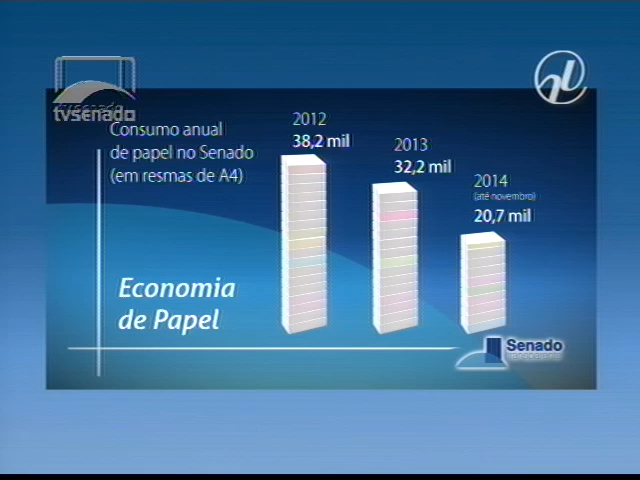 tvsenado
Consumo anual
de papel no Senado
(em resmas de A4)
2012
38,2 mil
2013
32,2 mil
2014
(até novembro)
20,7 mil
Economia
de Papel
Senado